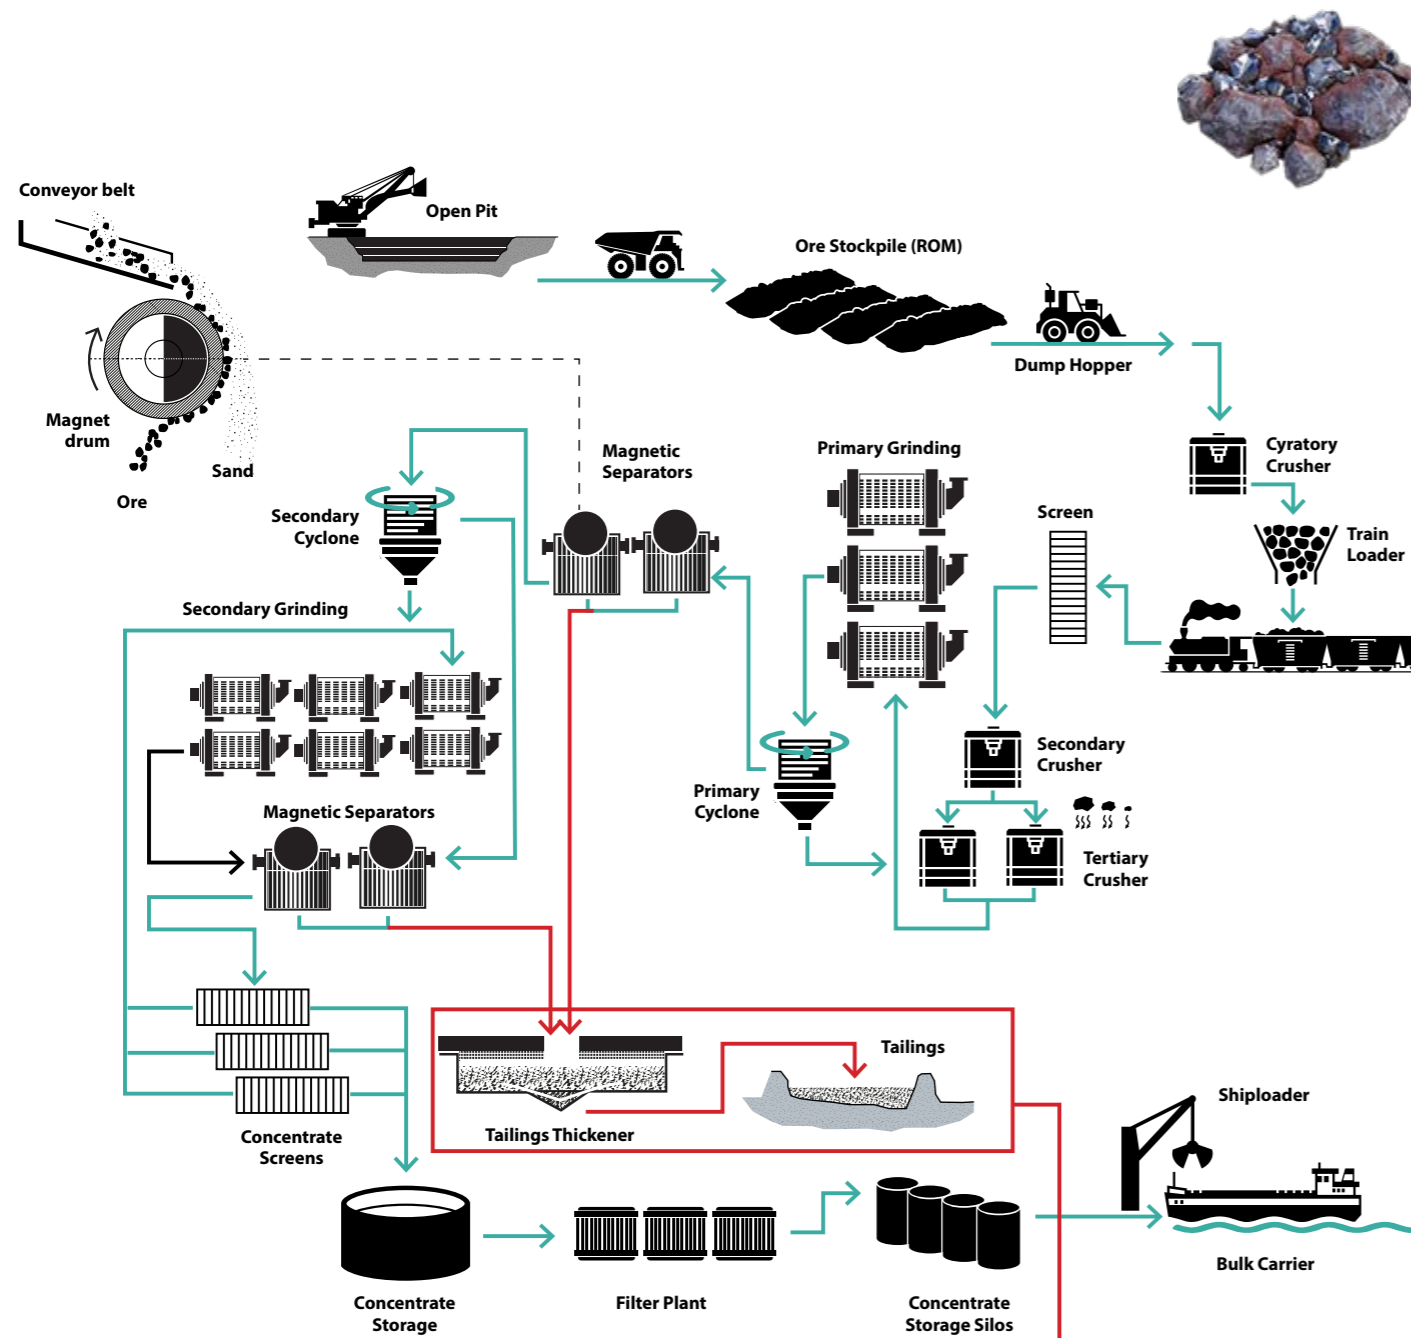 Conveyor belt
Open Pit
Ore Stockpile (ROM)
Dump Hopper
Magnet
drum
Sand
Ore
Magnetic
Separators
Primary Grinding
Cyratory
Crusher
Secondary
Cyclone
Screen
Train
Loader
Secondary Grinding
Secondary
Crusher
Primary
Cyclone
Magnetic Separators
Tertiary
Crusher
Tailings
Tailings Thickener
Concentrate
Screens
Shiploader
Bulk Carrier
Concentrate
Storage
Filter Plant
Concentrate
Storage Silos